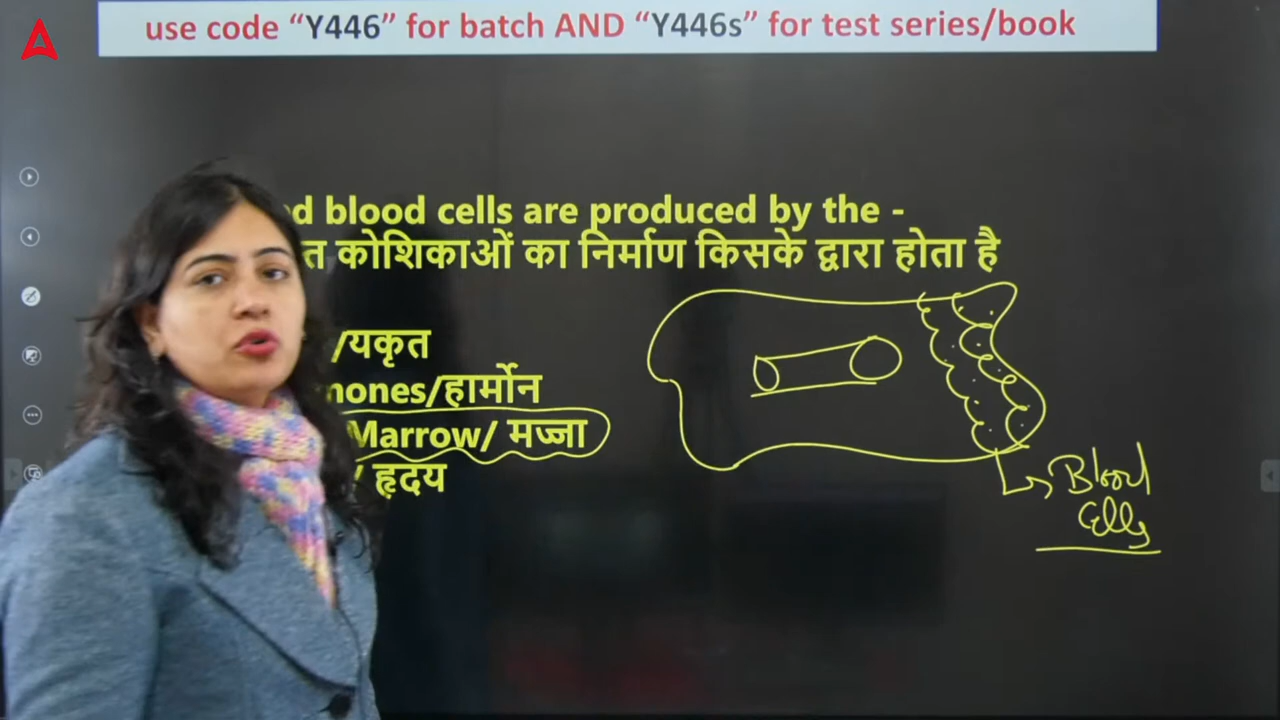 use code “Y446” for batch AND “Y446s” for test series/book
d blood cells are produced by the -
त कोशिकाओं का निर्माण किसके द्वारा होता है
/यकृत
mones/हार्मोन
Marrow/ मज्जा
/ हृदय
Blood
Cells